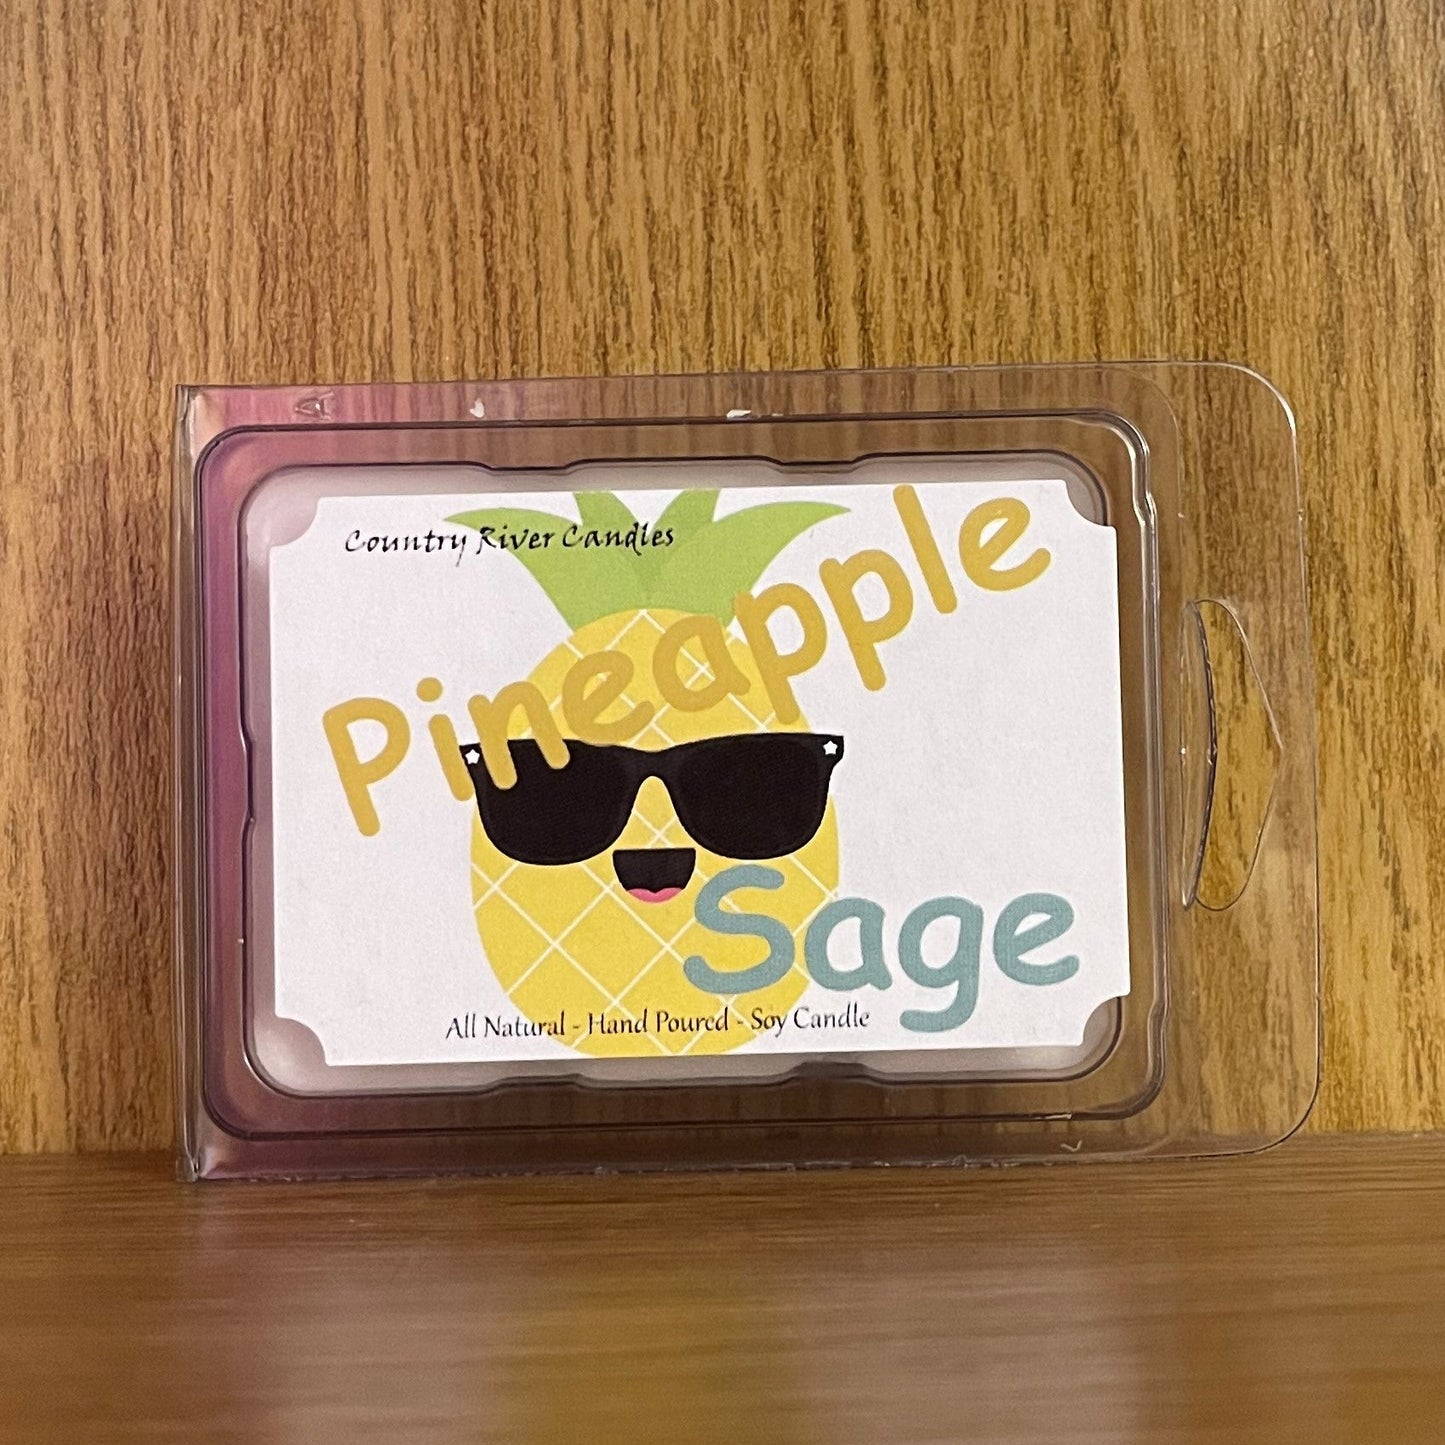 Country River Candles
Pineapple
Sage
All Natural - Hand Poured - Soy Candle
A